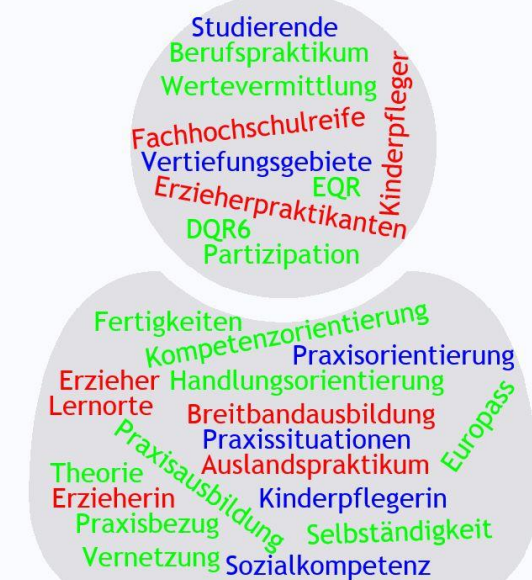 Studierende
Berufspraktikum
Wertevermittlung
Kinderpfleger
Fachhochschulreife
Vertiefungsgebiete
EQR
Erzieherpraktikanten
DQR6
Partizipation
Fertigkeiten
Kompetenzorientierung
Praxisorientierung
Erzieher Handlungsorientierung
Lernorte
Breitbandausbildung
Europass
Praxissituationen
Praxisausbildung
Auslandspraktikum
Theorie
Erzieherin
Kinderpflegerin
Praxisbezug
Selbständigkeit
Vernetzung
Sozialkompetenz